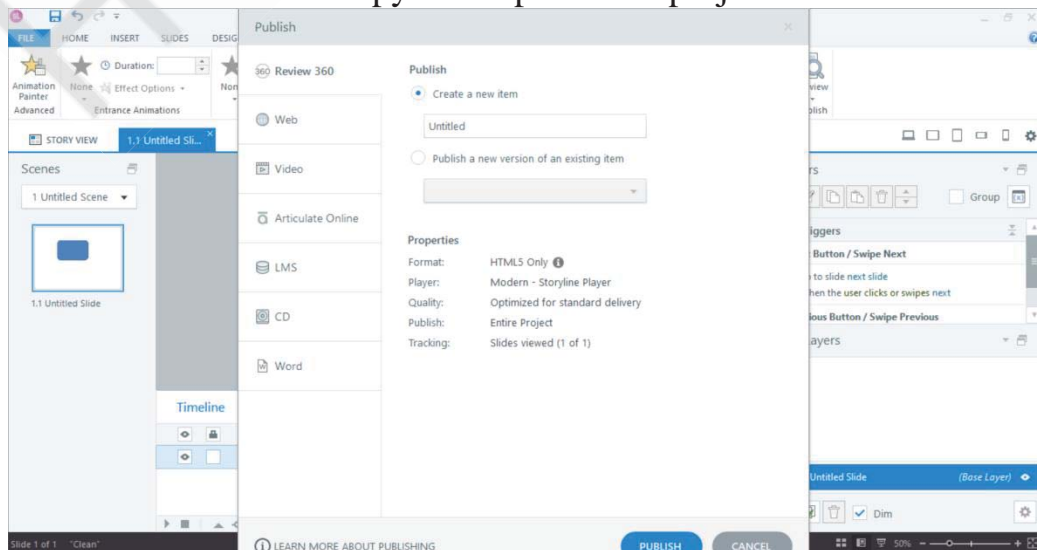 Publish
FILE HOME INSERT SLIDES DESIG
Animation Painter
None
Duration:
Effect Options
Non
Advanced
Entrance Animations
STORY VIEW
1.1 Untitled Sli...
Scenes
1 Untitled Scene
1.1 Untitled Slide
Timeline
Slide 1 of 1 "Clean"
360 Review 360
Web
Video
Articulate Online
LMS
CD
Word
Publish
Create a new item
Untitled
Publish a new version of an existing item
Properties
Format: HTML5 Only
Player: Modern - Storyline Player
Quality: Optimized for standard delivery
Publish: Entire Project
Tracking: Slides viewed (1 of 1)
LEARN MORE ABOUT PUBLISHING
PUBLISH CANCEL
view
blish
rs
Group
iggers
Button / Swipe Next
to slide next slide
hen the user clicks or swipes next
ious Button / Swipe Previous
ayers
Untitled Slide (Base Layer)
Dim
50%